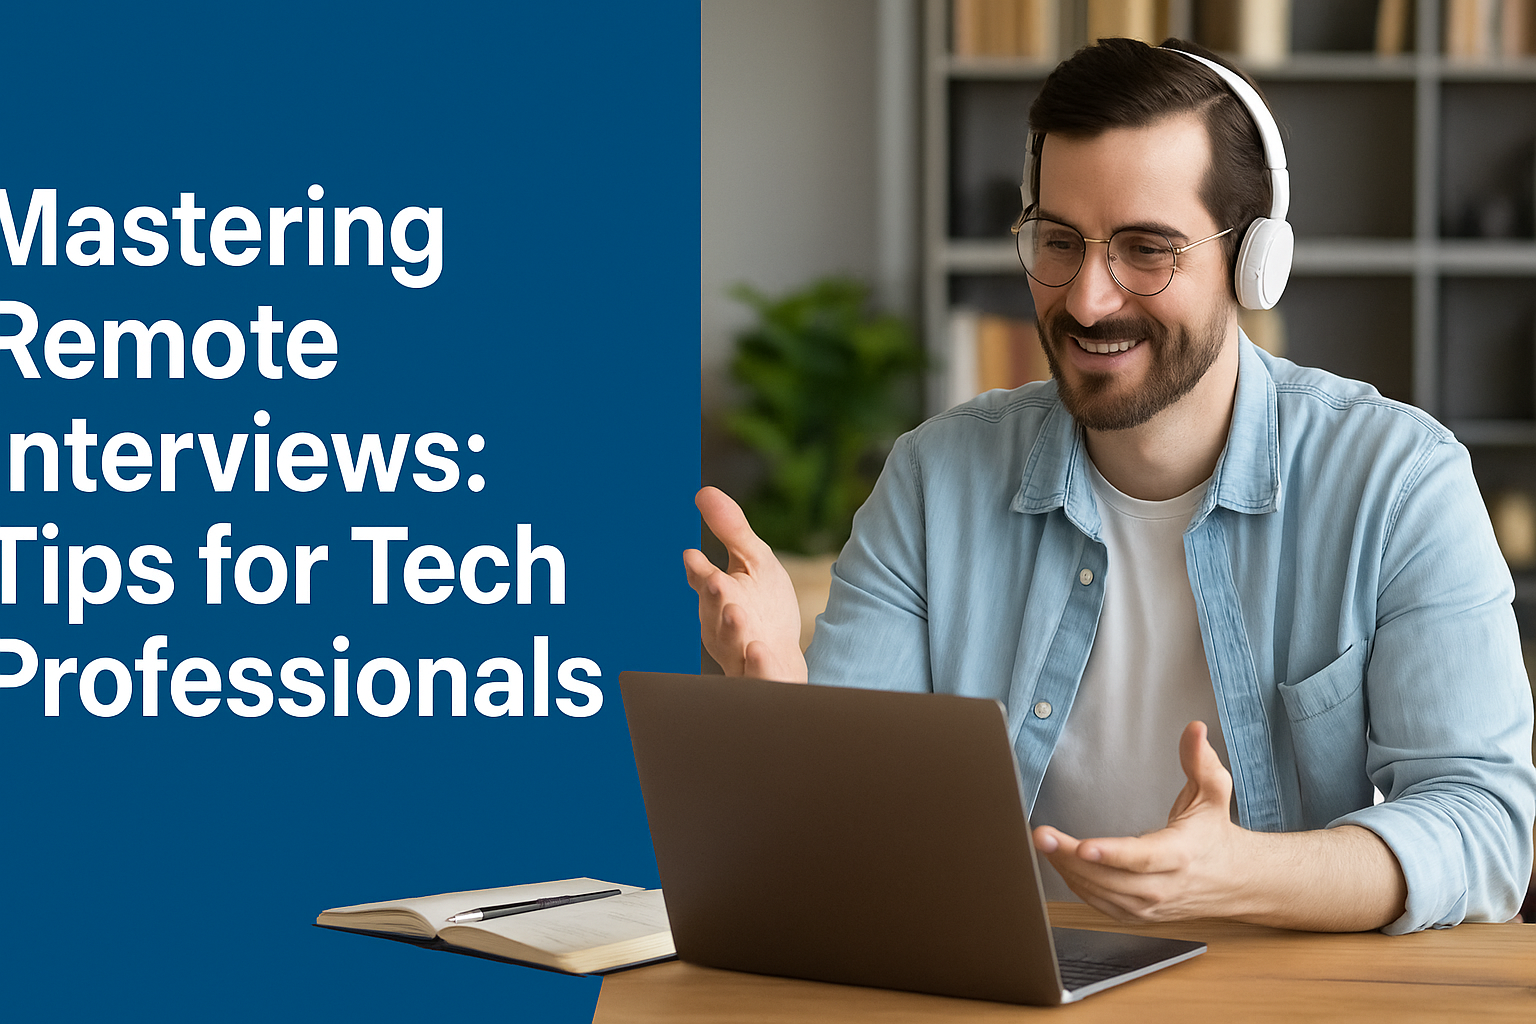 Mastering
Remote
Interviews:
Tips for Tech
Professionals